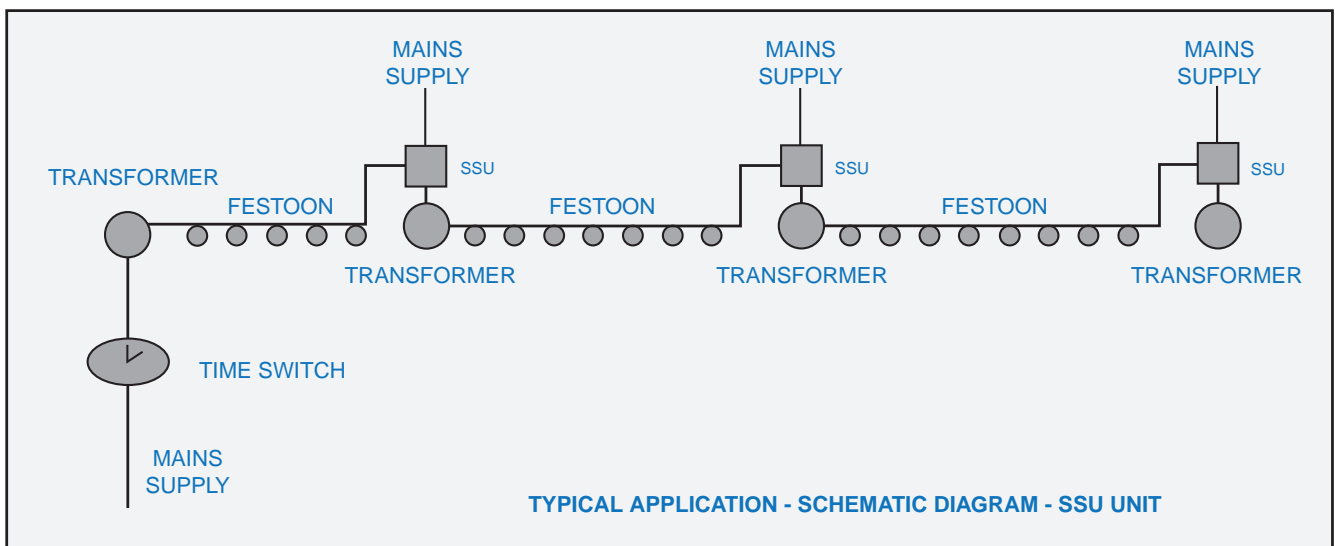 MAINS
SUPPLY
MAINS
SUPPLY
MAINS
SUPPLY
SSU
SSU
SSU
TRANSFORMER
FESTOON
FESTOON
FESTOON
TRANSFORMER
TRANSFORMER
TRANSFORMER
TIME SWITCH
MAINS
SUPPLY
TYPICAL APPLICATION - SCHEMATIC DIAGRAM - SSU UNIT